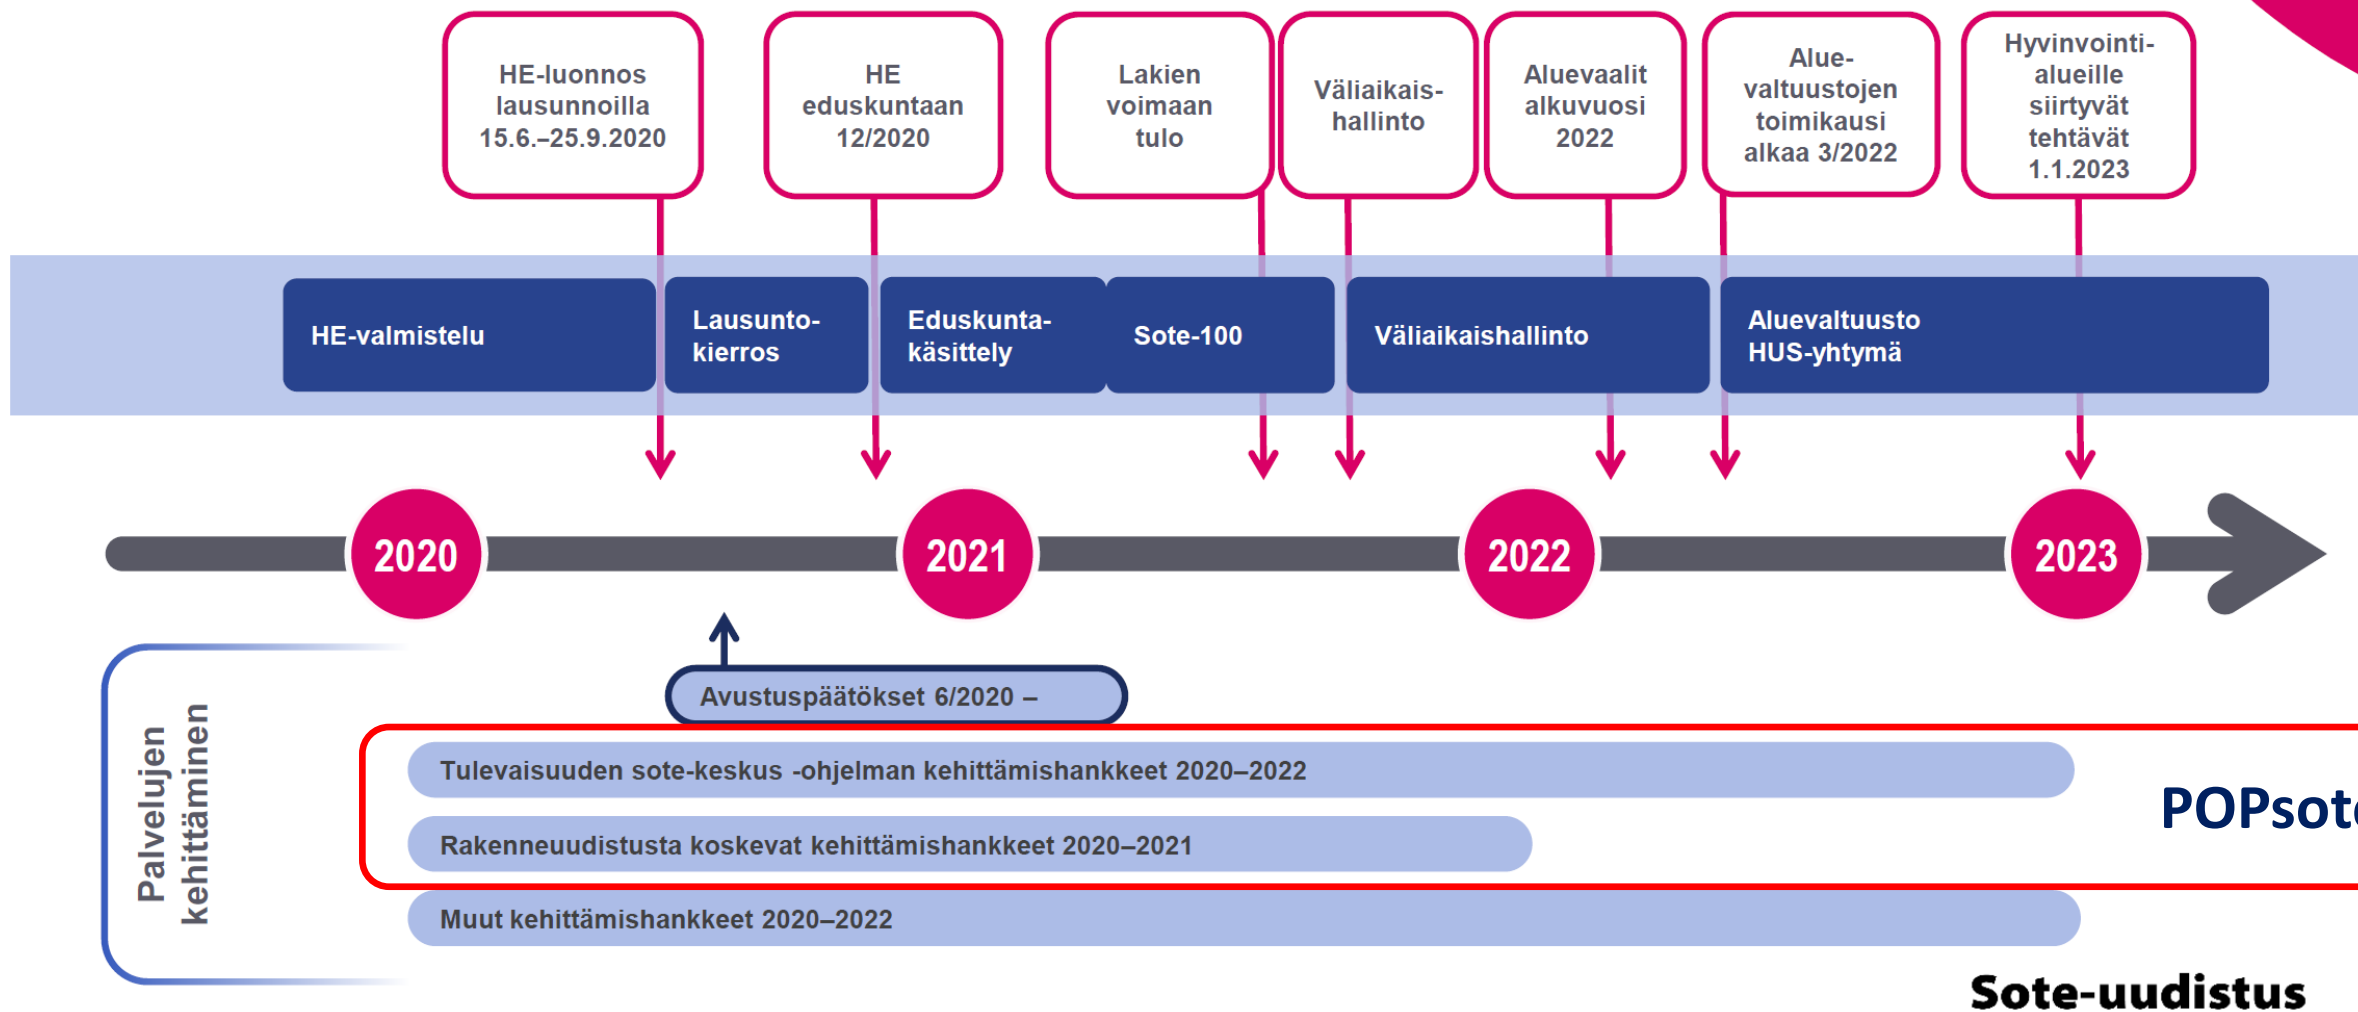 HE-luonnos
lausunnoilla
15.6.–25.9.2020
HE
eduskuntaan
12/2020
Lakien
voimaan
tulo
Väliaikais-
hallinto
Aluevaalit
alkuvuosi
2022
Alue-
valtuustojen
toimikausi
alkaa 3/2022
Hyvinvointi-
alueille
siirtyvät
tehtävät
1.1.2023
HE-valmistelu
Lausunto-
kierros
Eduskunta-
käsittely
Sote-100
Väliaikaishallinto
Aluevaltuusto
HUS-yhtymä
2020
2021
2022
2023
Palvelujen
kehittäminen
Avustuspäätökset 6/2020 –
Tulevaisuuden sote-keskus -ohjelman kehittämishankkeet 2020–2022
Rakenneuudistusta koskevat kehittämishankkeet 2020–2021
POPsote
Muut kehittämishankkeet 2020–2022
Sote-uudistus